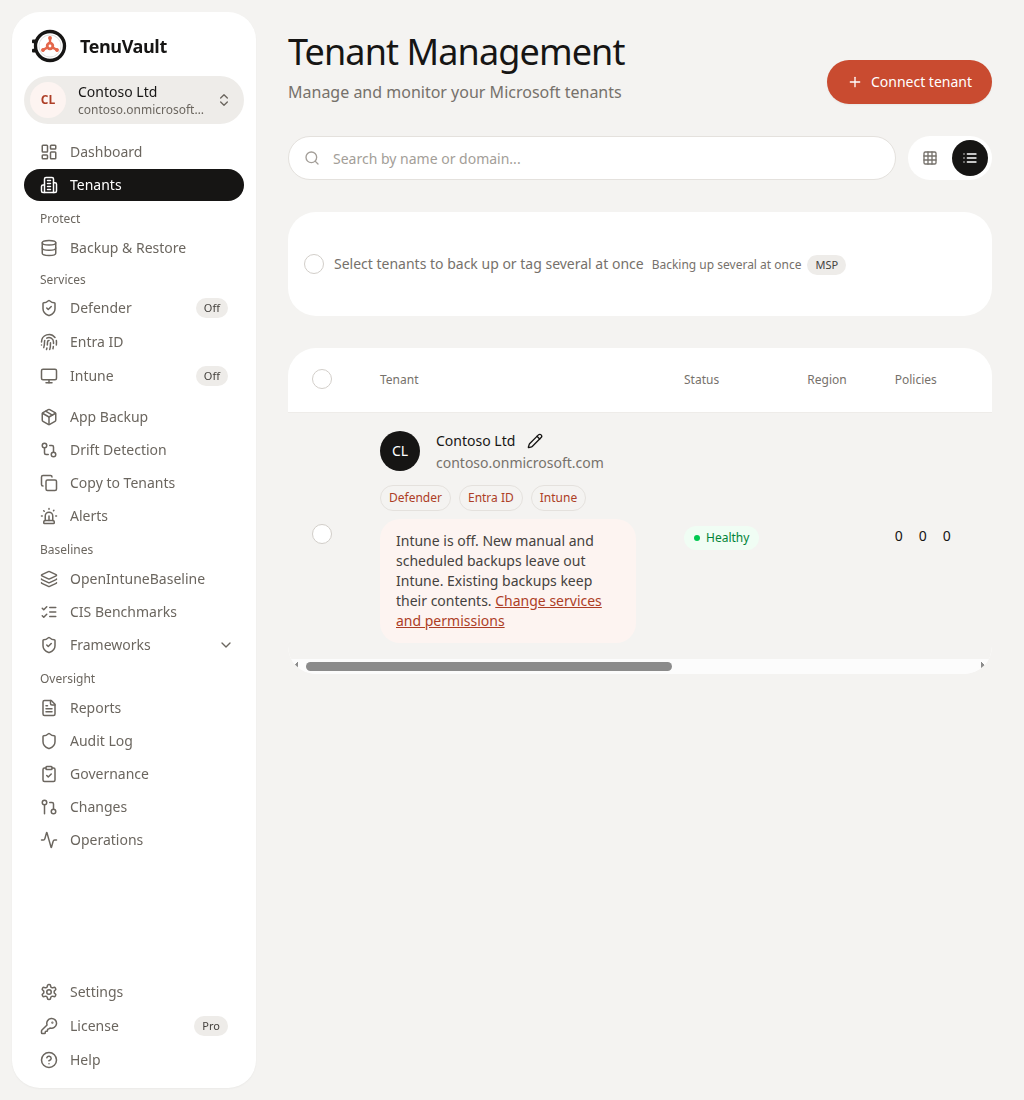 TenuVault
CL
Contoso Ltd
contoso.onmicrosoft...
Dashboard
Tenants
Protect
Backup & Restore
Services
Defender Off
Entra ID
Intune Off
App Backup
Drift Detection
Copy to Tenants
Alerts
Baselines
OpenIntuneBaseline
CIS Benchmarks
Frameworks
Oversight
Reports
Audit Log
Governance
Changes
Operations
Settings
License Pro
Help
Tenant Management
Manage and monitor your Microsoft tenants
Connect tenant
Search by name or domain...
Select tenants to back up or tag several at once Backing up several at once MSP
Tenant Status Region Policies
CL
Contoso Ltd
contoso.onmicrosoft.com
Defender Entra ID Intune
Intune is off. New manual and
scheduled backups leave out
Intune. Existing backups keep
their contents. Change services
and permissions
Healthy
0 0 0